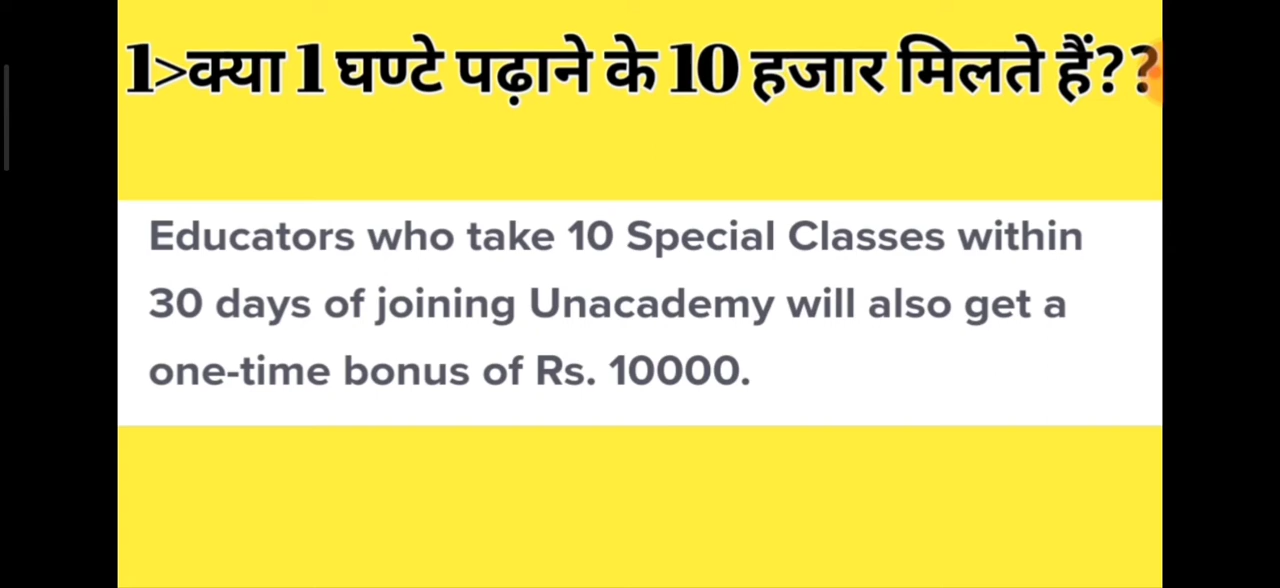 1>क्या 1 घण्टे पढ़ाने के 10 हजार मिलते हैं??
Educators who take 10 Special Classes within
30 days of joining Unacademy will also get a
one-time bonus of Rs. 10000.